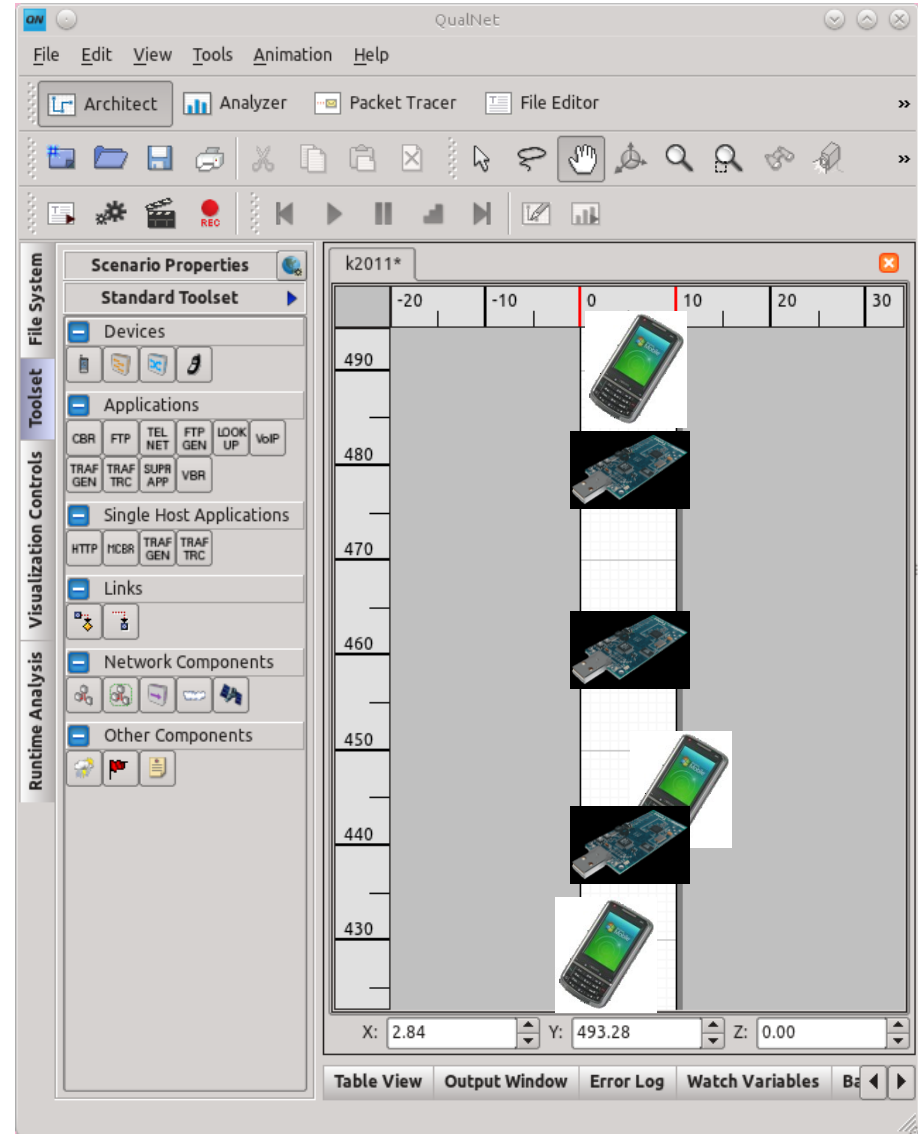 QN QualNet
File Edit View Tools Animation Help
Architect Analyzer Packet Tracer File Editor »
»
REC
File System
Toolset
Visualization Controls
Runtime Analysis
Scenario Properties
Standard Toolset
Devices
Applications
CBR FTP TEL NET FTP GEN LOOK UP VoIP
TRAF GEN TRAF TRC SUPR APP VBR
Single Host Applications
HTTP MCBR TRAF GEN TRAF TRC
Links
Network Components
Other Components
k2011*
-20 -10 0 10 20 30
490
480
470
460
450
440
430
X: 2.84 Y: 493.28 Z: 0.00
Table View Output Window Error Log Watch Variables Ba